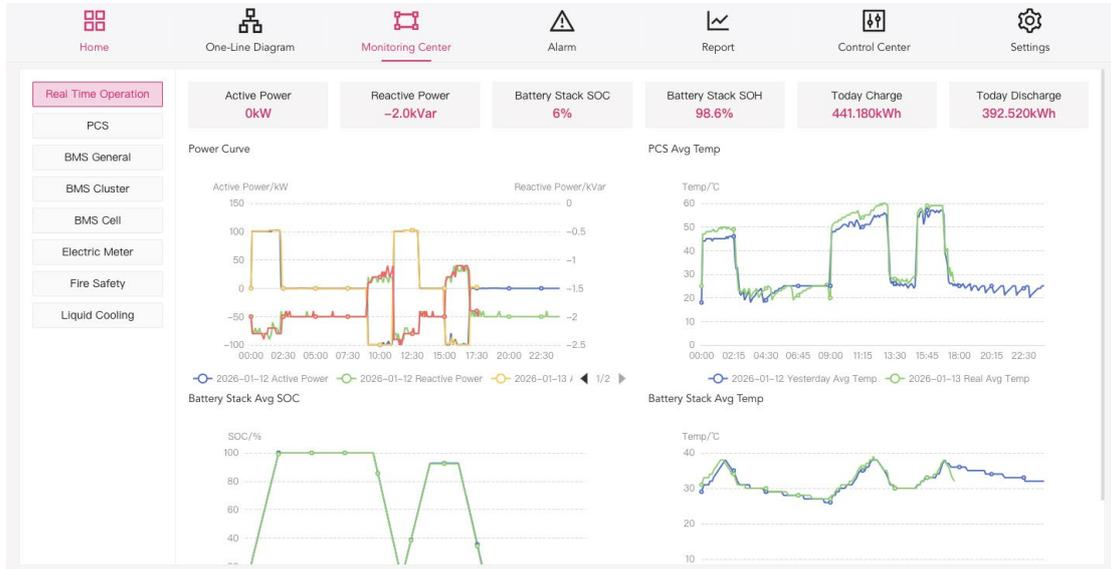 Home
One-Line Diagram
Monitoring Center
Alarm
Report
Control Center
Settings
Real Time Operation
PCS
BMS General
BMS Cluster
BMS Cell
Electric Meter
Fire Safety
Liquid Cooling
Active Power
0kW
Reactive Power
-2.0kVar
Battery Stack SOC
6%
Battery Stack SOH
98.6%
Today Charge
441.180kWh
Today Discharge
392.520kWh
Power Curve
Active Power/kW
Reactive Power/kVar
150
100
50
0
-50
-100
0
-0.5
-1
-1.5
-2
-2.5
00:00 02:30 05:00 07:30 10:00 12:30 15:00 17:30 20:00 22:30
2026-01-12 Active Power
2026-01-12 Reactive Power
2026-01-13
1/2
PCS Avg Temp
Temp/℃
60
50
40
30
20
10
0
00:00 02:15 04:30 06:45 09:00 11:15 13:30 15:45 18:00 20:15 22:30
2026-01-12 Yesterday Avg Temp
2026-01-13 Real Avg Temp
Battery Stack Avg SOC
SOC/%
100
80
60
40
Battery Stack Avg Temp
Temp/℃
40
30
20
10